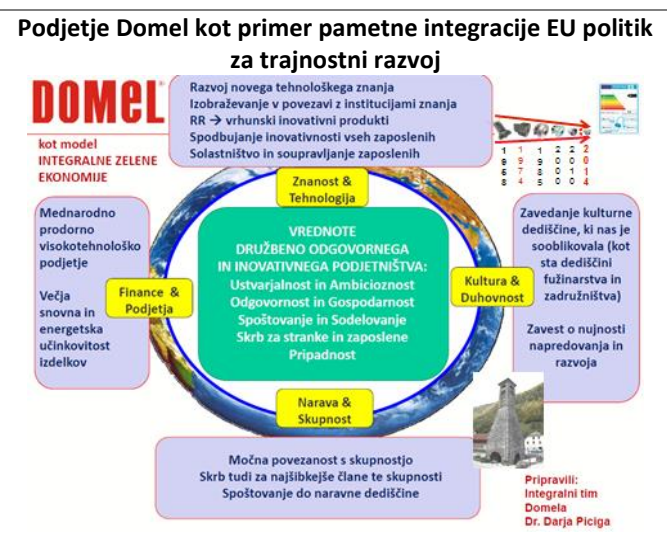 Podjetje Domel kot primer pametne integracije EU politik
za trajnostni razvoj
DOMEL
kot model
INTEGRALNE ZELENE
EKONOMIJE
Razvoj novega tehnološkega znanja
Izobraževanje v povezavi z institucijami znanja
RR → vrhunski inovativni produkti
Spodbujanje inovativnosti vseh zaposlenih
Solastništvo in soupravljanje zaposlenih
1 1 1 2 2 2
9 9 9 0 0 0
6 7 8 0 1 1
8 4 5 0 0 4
Znanost &
Tehnologija
Mednarodno
prodorno
visokotehnološko
podjetje
Večja
snovna in
energetska
učinkovitost
izdelkov
Finance &
Podjetja
VREDNOTE
DRUŽBENO ODGOVORNEGA
IN INOVATIVNEGA PODJETNIŠTVA:
Ustvarjalnost in Ambicioznost
Odgovornost in Gospodarnost
Spoštovanje in Sodelovanje
Skrb za stranke in zaposlene
Pripadnost
Kultura &
Duhovnost
Zavedanje kulturne
dediščine, ki nas je
sooblikovala (kot
sta dediščini
fužinarstva in
zadružništva)
Zavest o nujnosti
napredovanja in
razvoja
Narava &
Skupnost
Močna povezanost s skupnostjo
Skrb tudi za najšibkejše člane te skupnosti
Spoštovanje do naravne dediščine
Pripravili:
Integralni tim
Domela
Dr. Darja Piciga